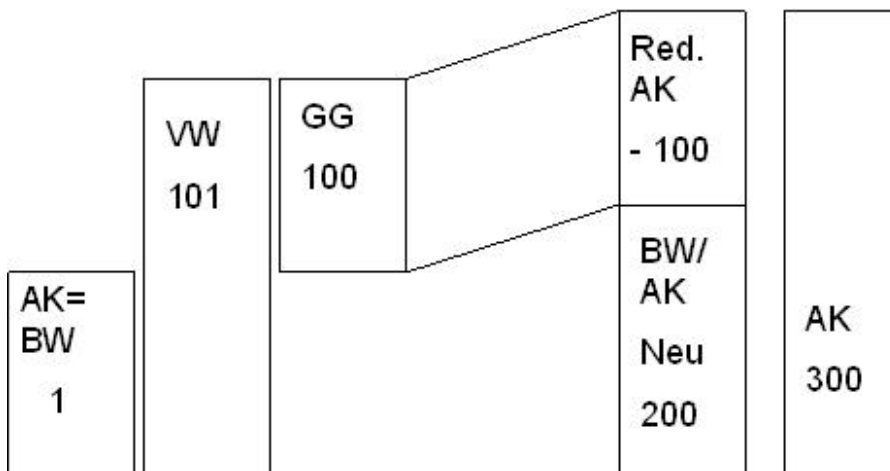 AK=
BW
1
VW
101
GG
100
Red.
AK
- 100
BW/
AK
Neu
200
AK
300